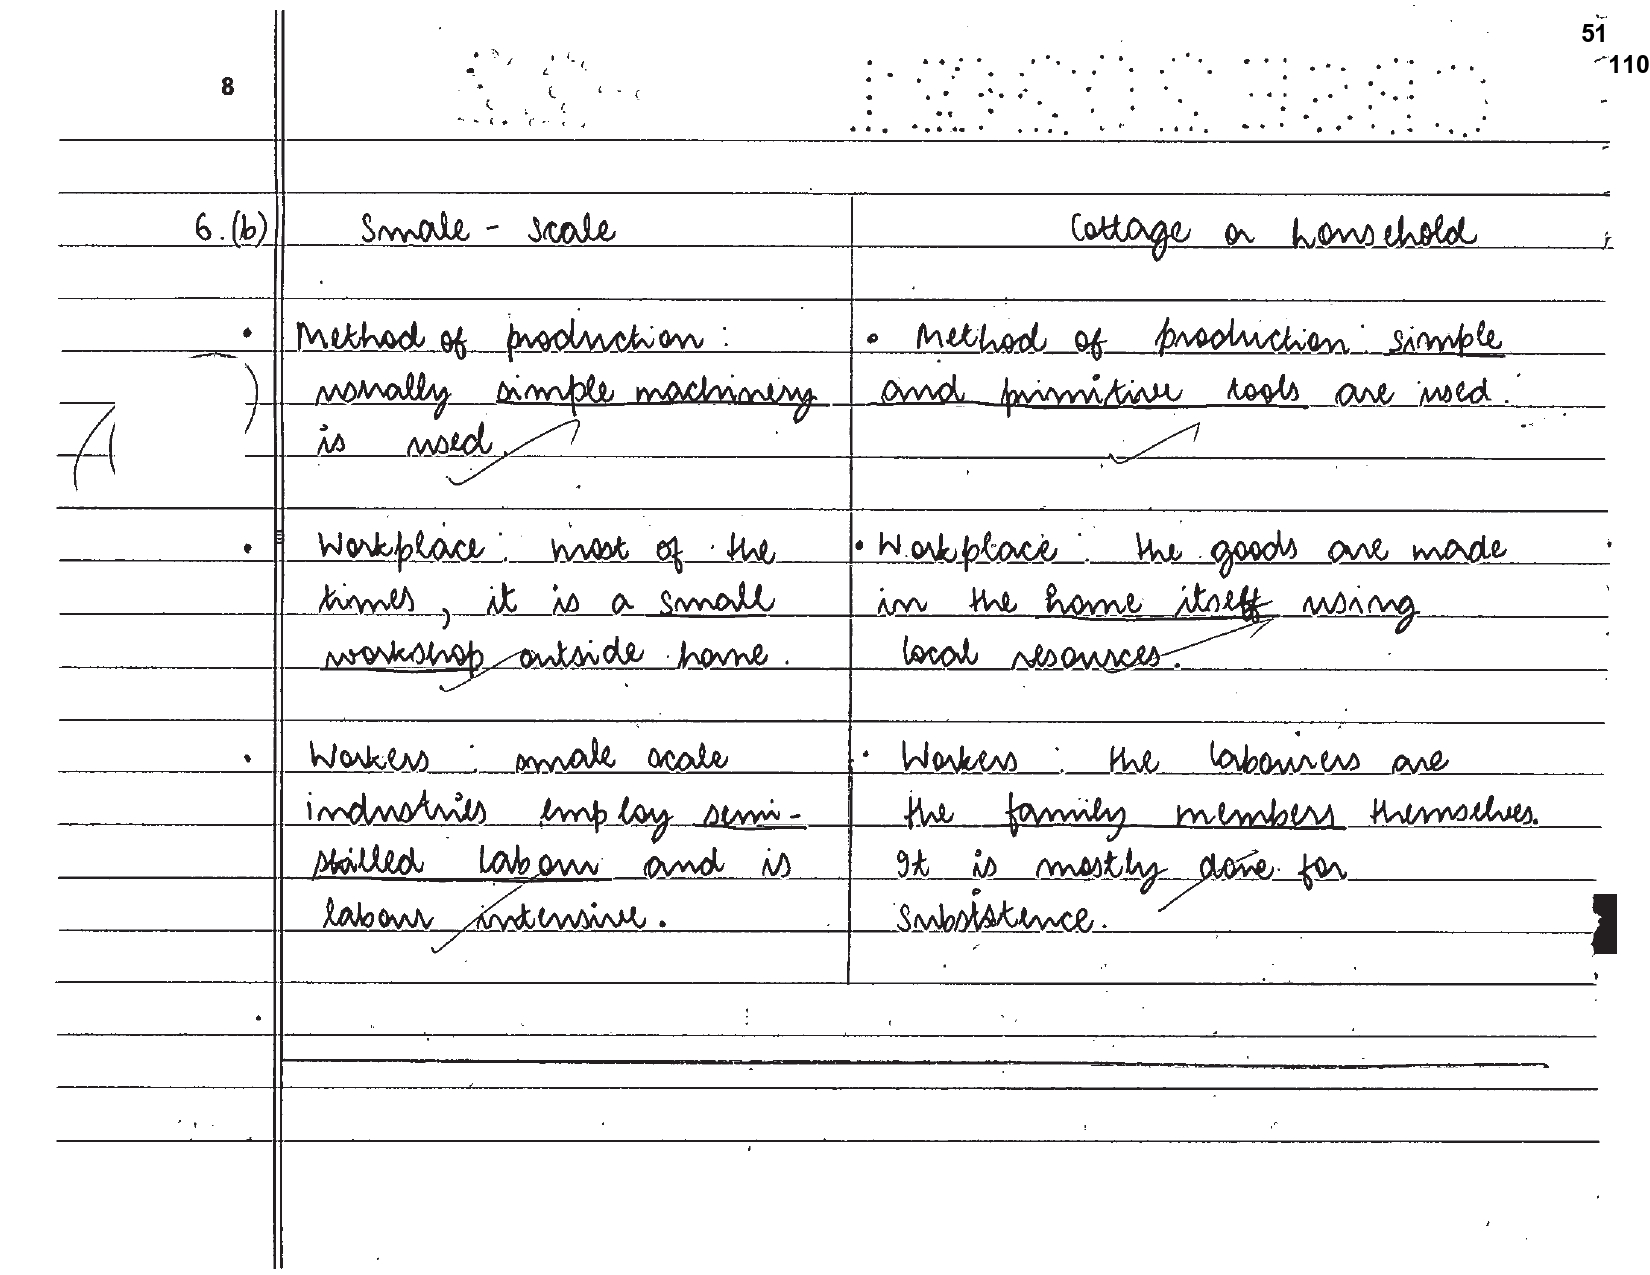 51
110
8
6.(b) Smale - scale
Cottage or household
• Method of production :
usually simple machinery
is used.
• Method of production : simple
and primitive tools are used.
• Workplace : most of the
times, it is a small
workshop outside home.
• Workplace : the goods are made
in the home itself using
local resources.
• Workers : smale scale
industries employ semi-
skilled labour and is
labour intensive.
• Workers : the labourers are
the family members themselves.
It is mostly done for
subsistence.